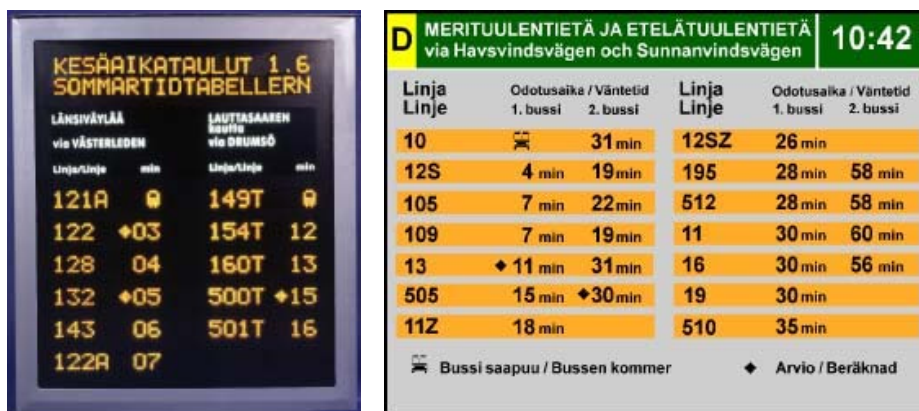 KESÄAIKATAULUT 1.6
SOMMARTIDTABELLERN
LÄNSIVÄYLÄÄ
via VÄSTERLEDEN
LAUTTASAAREN
kautta
via DRUMSÖ
Linja/Linje min Linja/Linje min
121A 149T
122 ◆03 154T 12
128 04 160T 13
132 ◆05 500T ◆15
143 06 501T 16
122A 07
D
MERITUULENTIETÄ JA ETELÄTUULENTIETÄ
via Havsvindsvägen och Sunnanvindsvägen
10:42
Linja Odotusaika / Väntetid Linja Odotusaika / Väntetid
Linje 1. bussi 2. bussi Linje 1. bussi 2. bussi
10 31 min 12SZ 26 min
12S 4 min 19 min 195 28 min 58 min
105 7 min 22 min 512 28 min 58 min
109 7 min 19 min 11 30 min 60 min
13 ◆ 11 min 31 min 16 30 min 56 min
505 15 min ◆30 min 19 30 min
11Z 18 min 510 35 min
Bussi saapuu / Bussen kommer ◆ Arvio / Beräknad